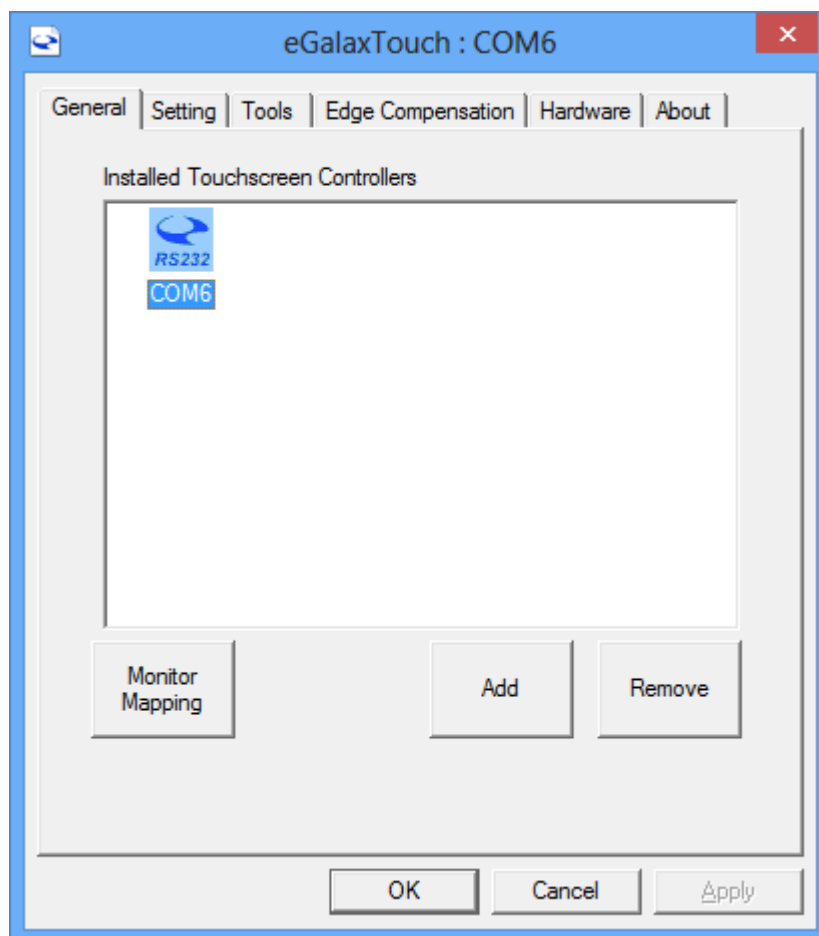 eGalaxTouch : COM6
General Setting Tools Edge Compensation Hardware About
Installed Touchscreen Controllers
RS232
COM6
Monitor
Mapping
Add
Remove
OK Cancel Apply